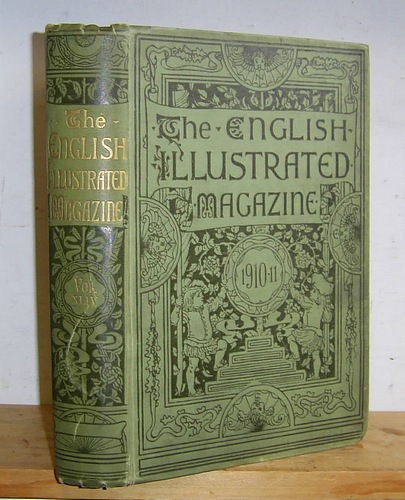 The
ENGLISH
ILLUSTRATED
MAGAZINE
Vol.
XLIV
The ENGLISH
ILLUSTRATED
MAGAZINE
1910-11